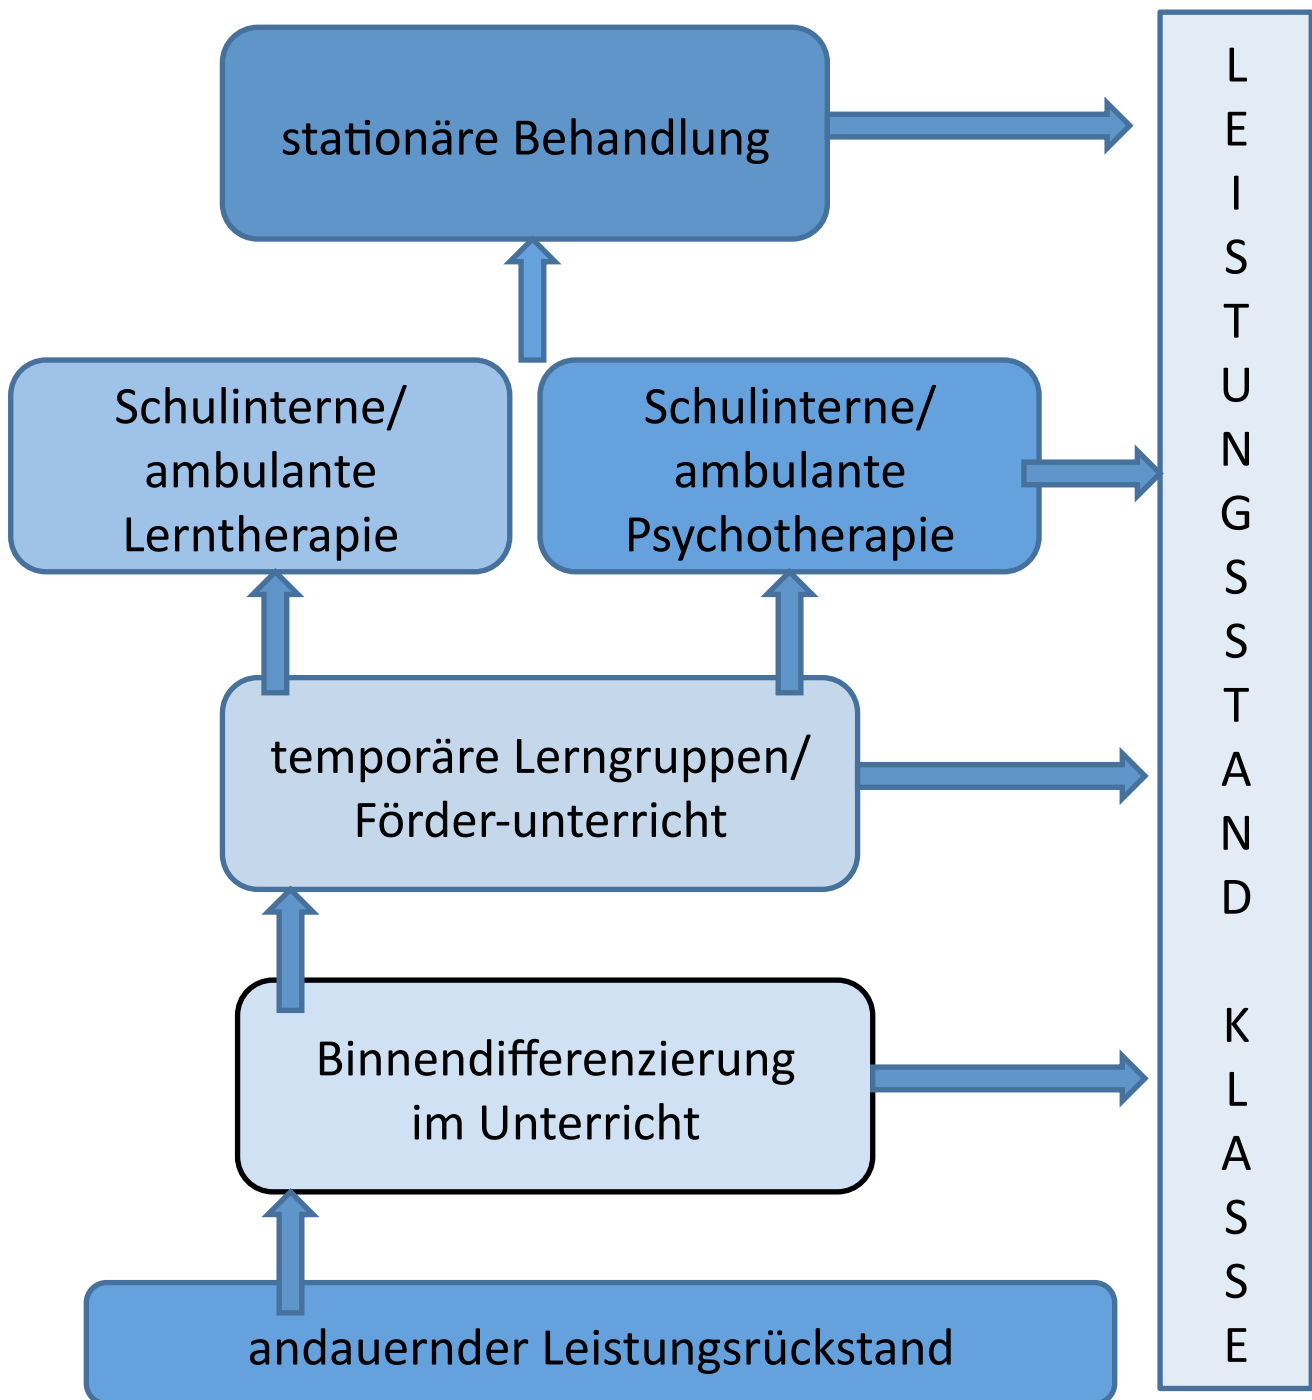 stationäre Behandlung
Schulinterne/
ambulante
Lerntherapie
Schulinterne/
ambulante
Psychotherapie
temporäre Lerngruppen/
Förder-unterricht
Binnendifferenzierung
im Unterricht
andauernder Leistungsrückstand
L
E
I
S
T
U
N
G
S
S
T
A
N
D
K
L
A
S
S
E